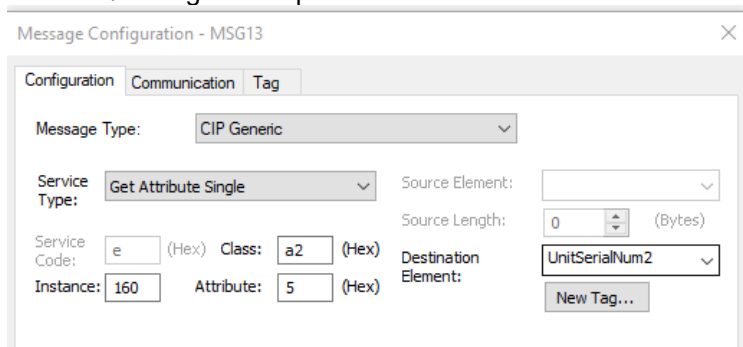 Message Configuration - MSG13
Configuration Communication Tag
Message Type: CIP Generic
Service Type: Get Attribute Single
Source Element:
Source Length: 0 (Bytes)
Service Code: e (Hex) Class: a2 (Hex)
Destination Element: UnitSerialNum2
Instance: 160 Attribute: 5 (Hex)
New Tag...